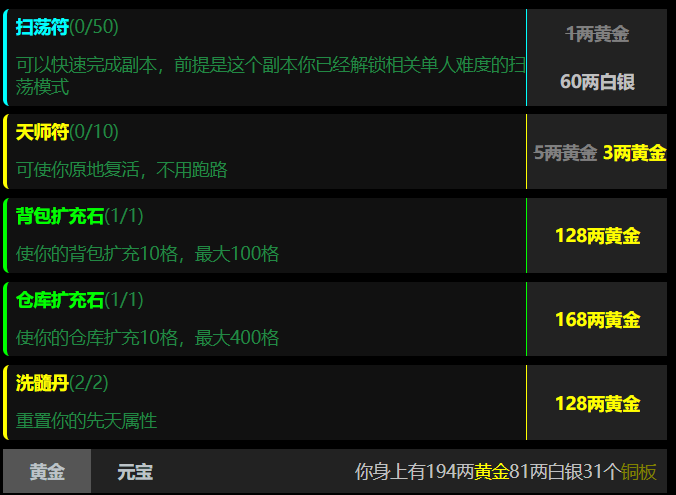 扫荡符(0/50)
1两黄金
可以快速完成副本，前提是这个副本你已经解锁相关单人难度的扫
荡模式
60两白银
天师符(0/10)
可使你原地复活，不用跑路
5两黄金 3两黄金
背包扩充石(1/1)
使你的背包扩充10格，最大100格
128两黄金
仓库扩充石(1/1)
使你的仓库扩充10格，最大400格
168两黄金
洗髓丹(2/2)
重置你的先天属性
128两黄金
黄金 元宝 你身上有194两黄金81两白银31个铜板